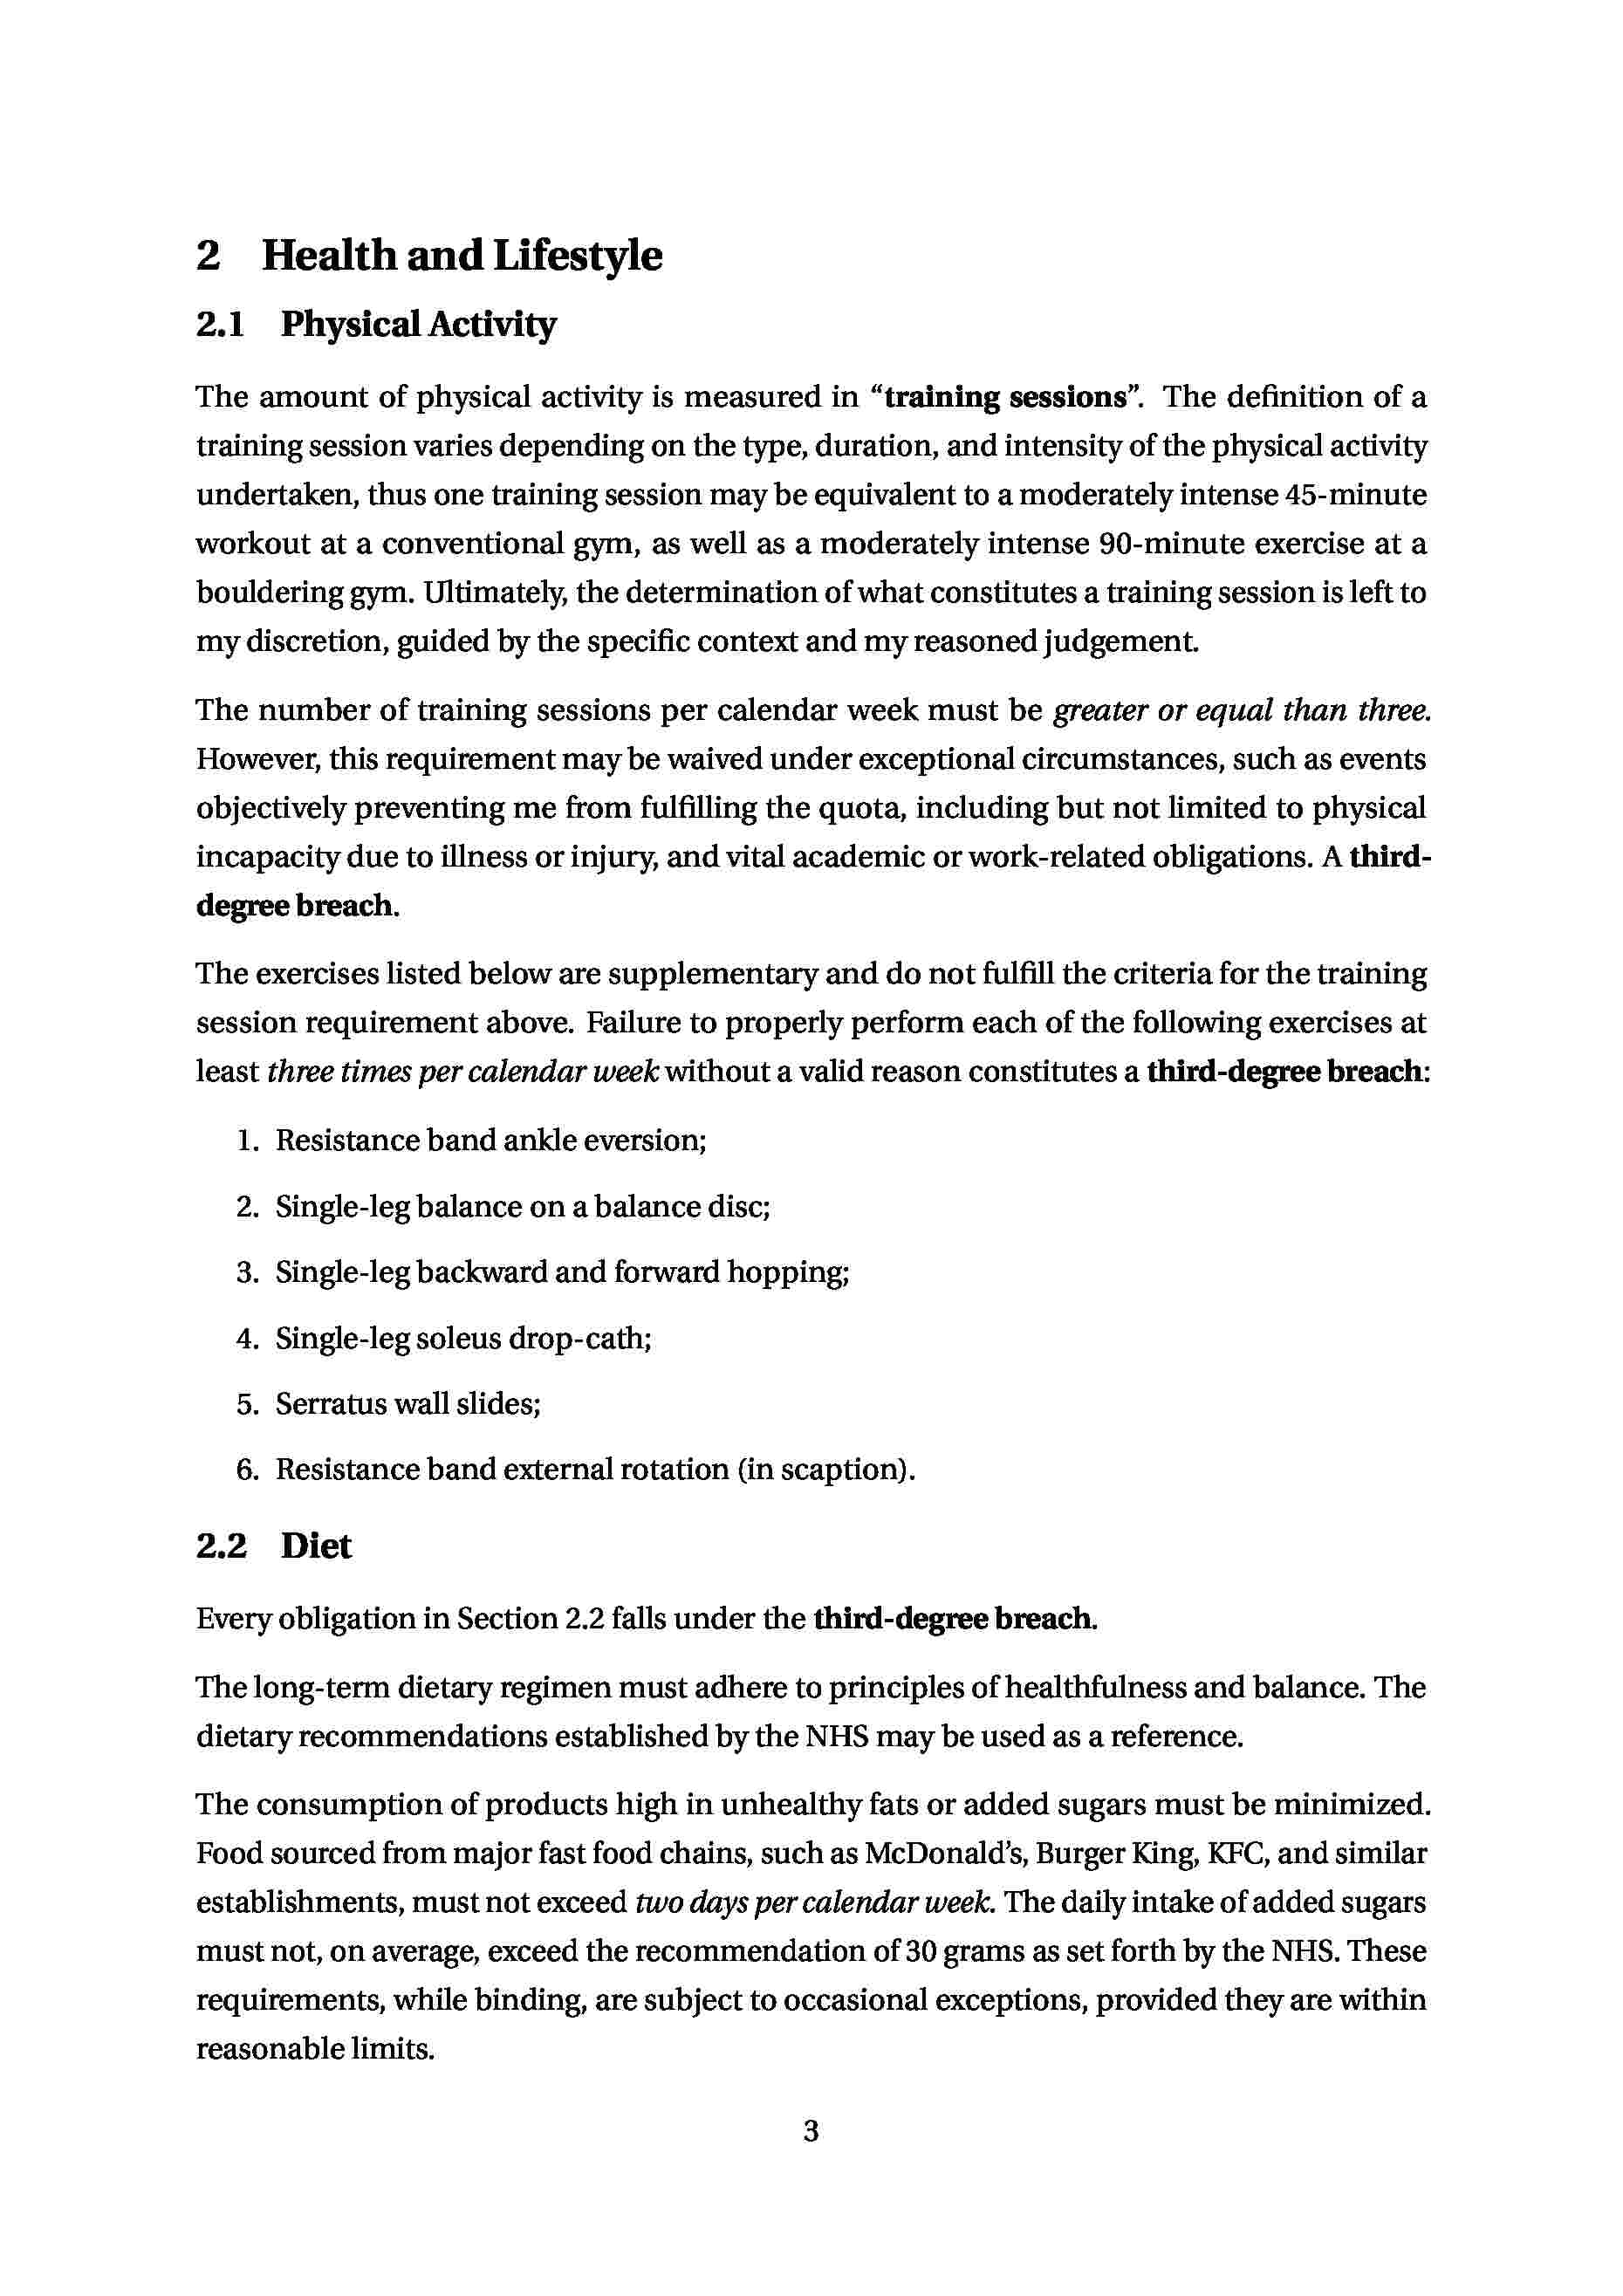 2 Health and Lifestyle
2.1 Physical Activity
The amount of physical activity is measured in “training sessions”. The definition of a
training session varies depending on the type, duration, and intensity of the physical activity
undertaken, thus one training session may be equivalent to a moderately intense 45-minute
workout at a conventional gym, as well as a moderately intense 90-minute exercise at a
bouldering gym. Ultimately, the determination of what constitutes a training session is left to
my discretion, guided by the specific context and my reasoned judgement.
The number of training sessions per calendar week must be greater or equal than three.
However, this requirement may be waived under exceptional circumstances, such as events
objectively preventing me from fulfilling the quota, including but not limited to physical
incapacity due to illness or injury, and vital academic or work-related obligations. A third-
degree breach.
The exercises listed below are supplementary and do not fulfill the criteria for the training
session requirement above. Failure to properly perform each of the following exercises at
least three times per calendar week without a valid reason constitutes a third-degree breach:
1. Resistance band ankle eversion;
2. Single-leg balance on a balance disc;
3. Single-leg backward and forward hopping;
4. Single-leg soleus drop-cath;
5. Serratus wall slides;
6. Resistance band external rotation (in scaption).
2.2 Diet
Every obligation in Section 2.2 falls under the third-degree breach.
The long-term dietary regimen must adhere to principles of healthfulness and balance. The
dietary recommendations established by the NHS may be used as a reference.
The consumption of products high in unhealthy fats or added sugars must be minimized.
Food sourced from major fast food chains, such as McDonald’s, Burger King, KFC, and similar
establishments, must not exceed two days per calendar week. The daily intake of added sugars
must not, on average, exceed the recommendation of 30 grams as set forth by the NHS. These
requirements, while binding, are subject to occasional exceptions, provided they are within
reasonable limits.
3